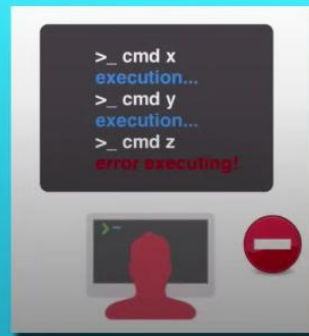 >_ cmd x
execution...
>_ cmd y
execution...
>_ cmd z
error executing!
>_